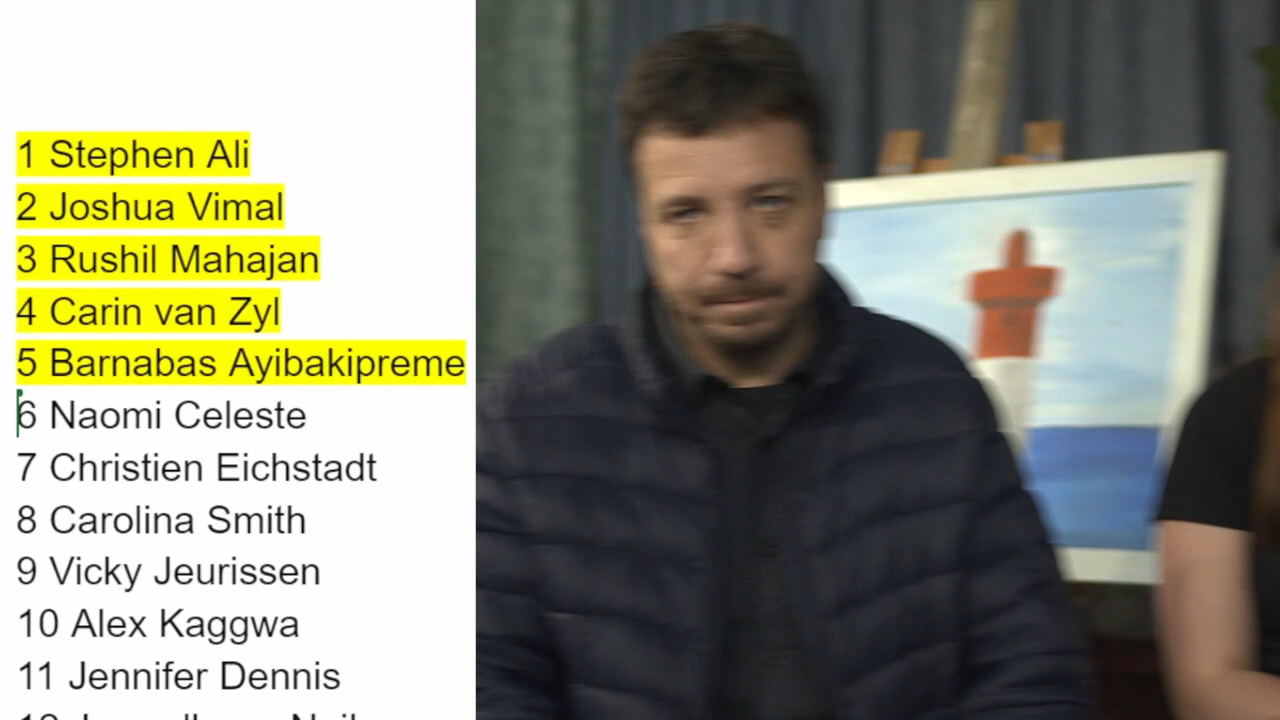 1 Stephen Ali
2 Joshua Vimal
3 Rushil Mahajan
4 Carin van Zyl
5 Barnabas Ayibakipreme
6 Naomi Celeste
7 Christien Eichstadt
8 Carolina Smith
9 Vicky Jeurissen
10 Alex Kaggwa
11 Jennifer Dennis